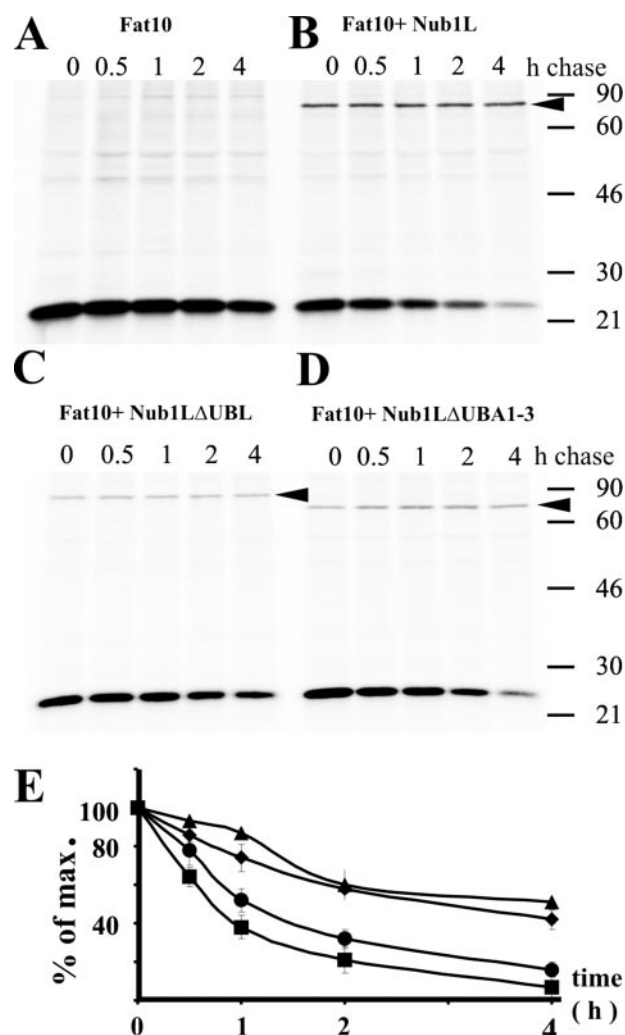 A Fat10
0 0.5 1 2 4
B Fat10+ Nub1L
0 0.5 1 2 4 h chase
90
60
46
30
21
C Fat10+ Nub1LΔUBL
0 0.5 1 2 4
D Fat10+ Nub1LΔUBA1-3
0 0.5 1 2 4 h chase
90
60
46
30
21
E
% of max.
100
80
40
0 1 2 4
time
( h )